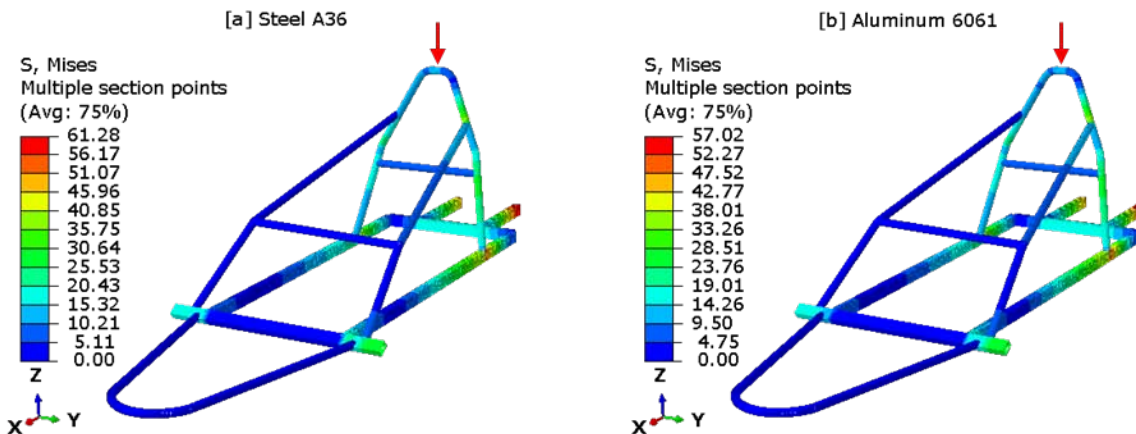 [a] Steel A36
S, Mises
Multiple section points
(Avg: 75%)
61.28
56.17
51.07
45.96
40.85
35.75
30.64
25.53
20.43
15.32
10.21
5.11
0.00
Z
X
Y
[b] Aluminum 6061
S, Mises
Multiple section points
(Avg: 75%)
57.02
52.27
47.52
42.77
38.01
33.26
28.51
23.76
19.01
14.26
9.50
4.75
0.00
Z
X
Y